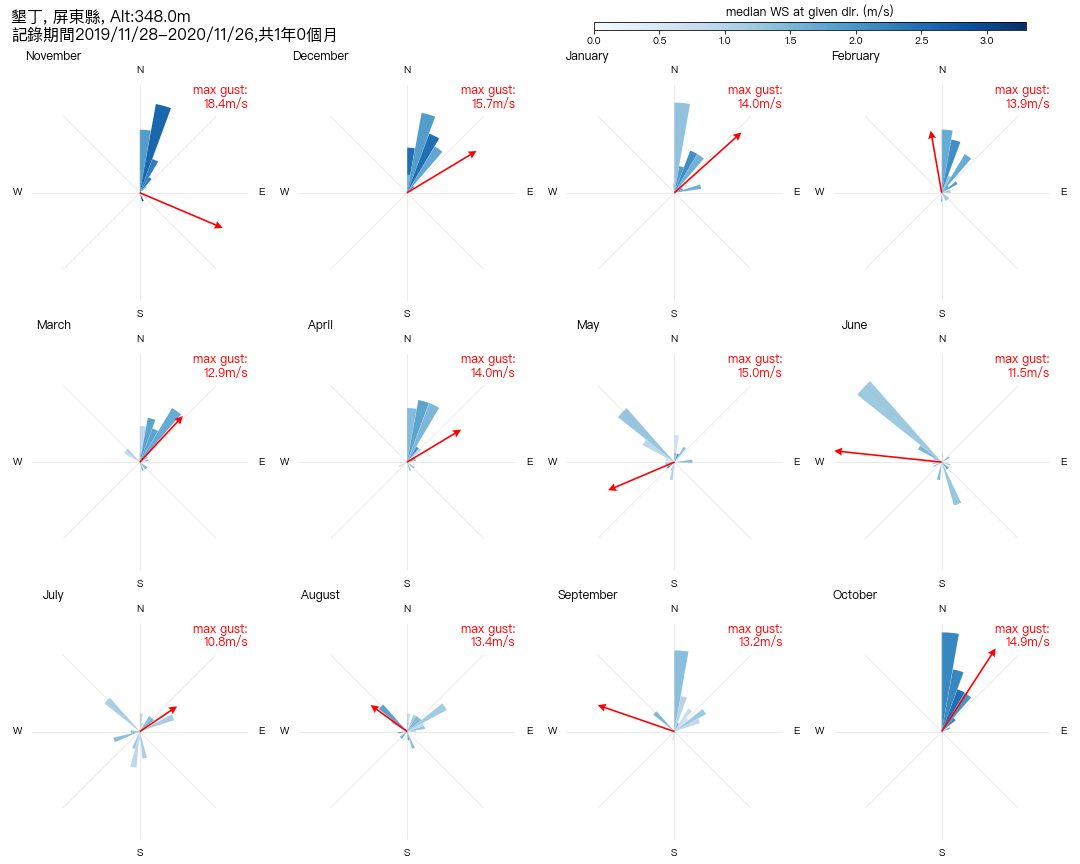 墾丁, 屏東縣, Alt:348.0m
記錄期間2019/11/28–2020/11/26,共1年0個月
median WS at given dir. (m/s)
0.0 0.5 1.0 1.5 2.0 2.5 3.0
November
N
W
E
S
max gust:
18.4m/s
December
N
W
E
S
max gust:
15.7m/s
January
N
W
E
S
max gust:
14.0m/s
February
N
W
E
S
max gust:
13.9m/s
March
N
W
E
S
max gust:
12.9m/s
April
N
W
E
S
max gust:
14.0m/s
May
N
W
E
S
max gust:
15.0m/s
June
N
W
E
S
max gust:
11.5m/s
July
N
W
E
S
max gust:
10.8m/s
August
N
W
E
S
max gust:
13.4m/s
September
N
W
E
S
max gust:
13.2m/s
October
N
W
E
S
max gust:
14.9m/s